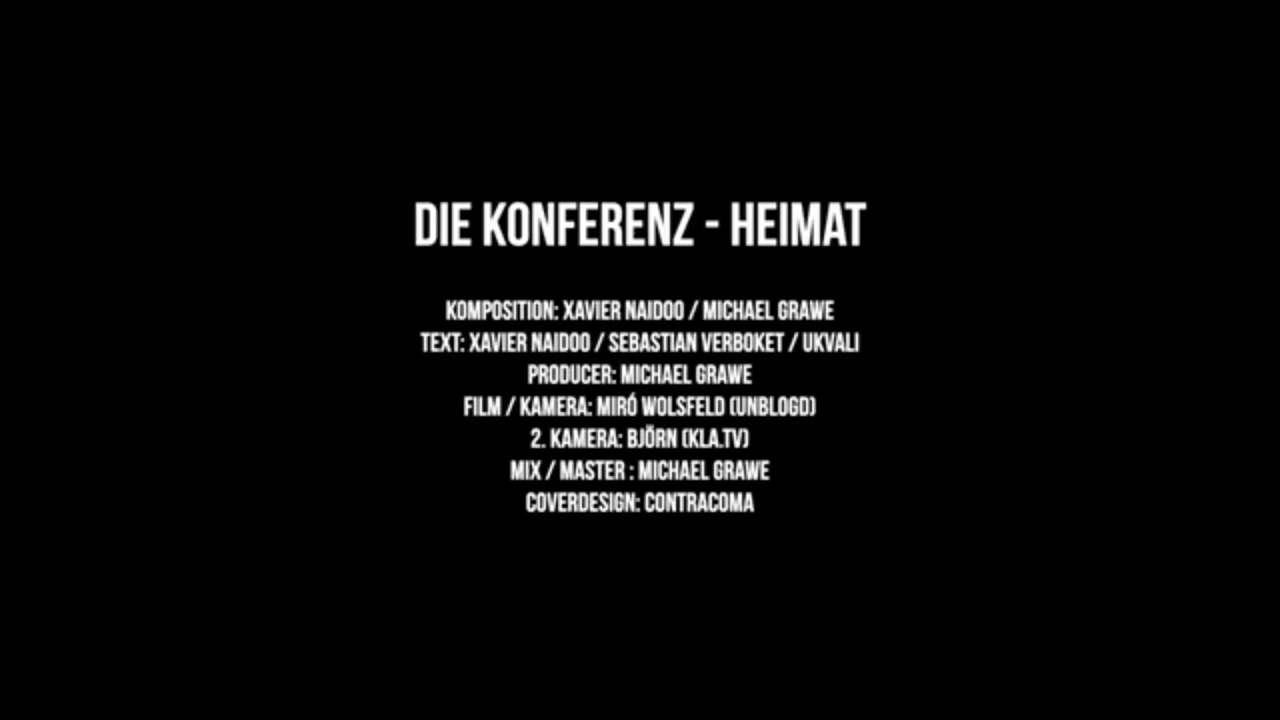 DIE KONFERENZ - HEIMAT
KOMPOSITION: XAVIER NAIDOO / MICHAEL GRAWE
TEXT: XAVIER NAIDOO / SEBASTIAN VERBOKET / UKVALI
PRODUCER: MICHAEL GRAWE
FILM / KAMERA: MIRÓ WOLSFELD (UNBLOGD)
2. KAMERA: BJÖRN (KLA.TV)
MIX / MASTER : MICHAEL GRAWE
COVERDESIGN: CONTRACOMA